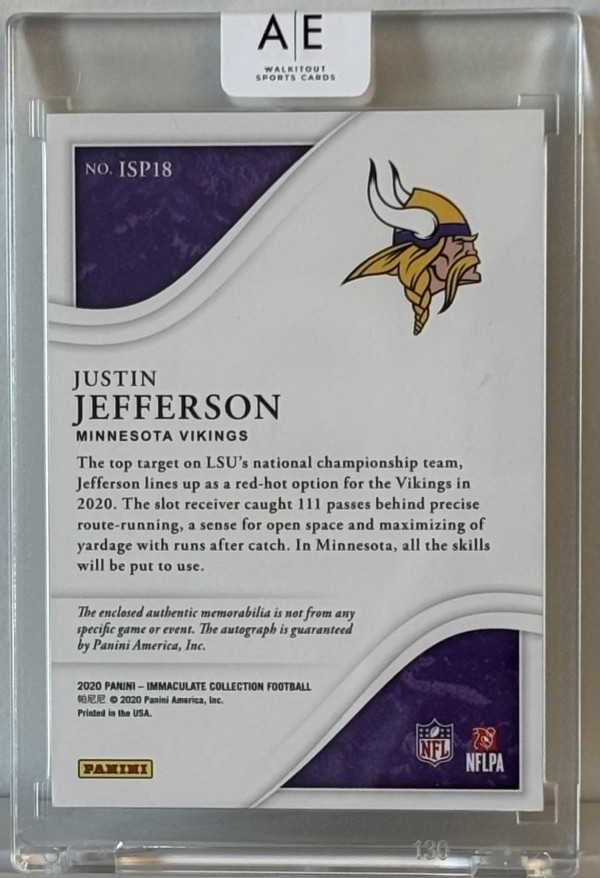 A|E
WALKITOUT
SPORTS CARDS
NO. ISP18
JUSTIN
JEFFERSON
MINNESOTA VIKINGS
The top target on LSU's national championship team,
Jefferson lines up as a red-hot option for the Vikings in
2020. The slot receiver caught 111 passes behind precise
route-running, a sense for open space and maximizing of
yardage with runs after catch. In Minnesota, all the skills
will be put to use.
The enclosed authentic memorabilia is not from any
specific game or event. The autograph is guaranteed
by Panini America, Inc.
2020 PANINI – IMMACULATE COLLECTION FOOTBALL
帕尼尼 © 2020 Panini America, Inc.
Printed in the USA.
PANINI
NFL
NFLPA
130